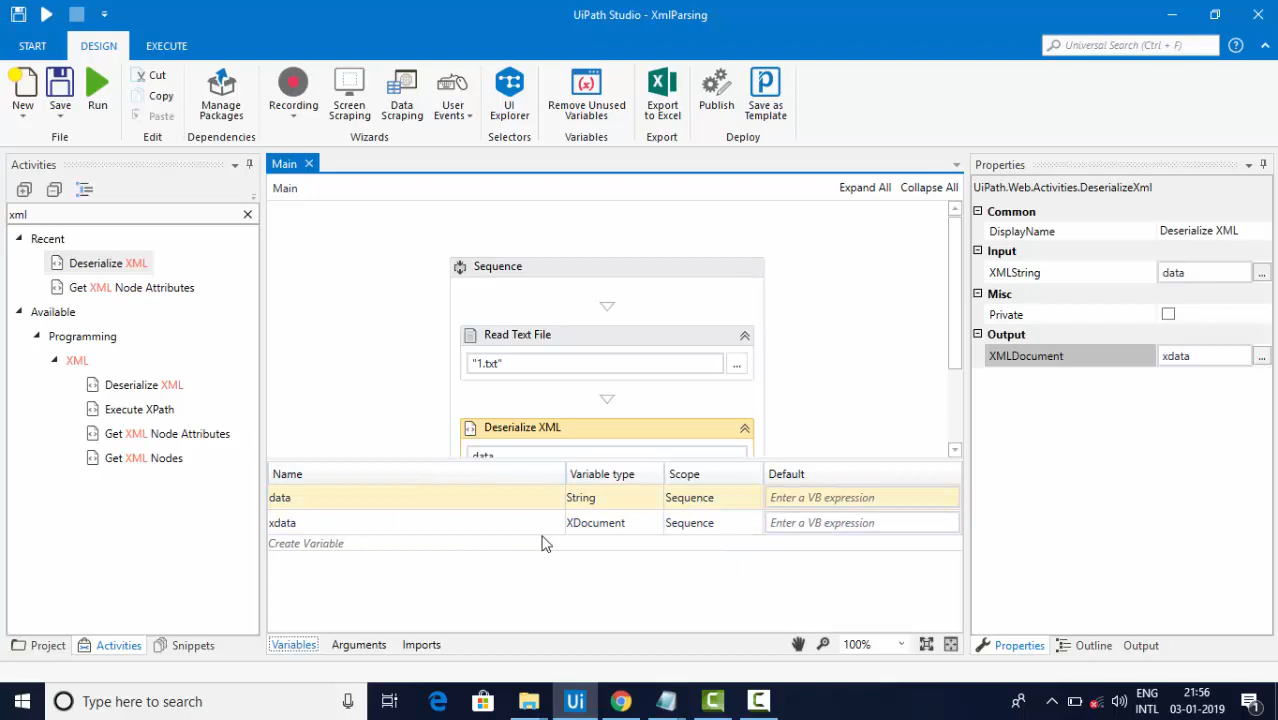 UiPath Studio - XmlParsing
START
DESIGN
EXECUTE
Universal Search (Ctrl + F)
New
Save
Run
Cut
Copy
Paste
Manage Packages
Recording
Screen Scraping
Data Scraping
User Events
UI Explorer
Remove Unused Variables
Export to Excel
Publish
Save as Template
File
Edit
Dependencies
Wizards
Selectors
Variables
Export
Deploy
Activities
xml
Recent
Deserialize XML
Get XML Node Attributes
Available
Programming
XML
Deserialize XML
Execute XPath
Get XML Node Attributes
Get XML Nodes
Project
Activities
Snippets
Main
Main
Expand All
Collapse All
Sequence
Read Text File
"1.txt"
...
Deserialize XML
data
Name
Variable type
Scope
Default
data
String
Sequence
Enter a VB expression
xdata
XDocument
Sequence
Enter a VB expression
Create Variable
Variables
Arguments
Imports
100%
Properties
UiPath.Web.Activities.DeserializeXml
Common
DisplayName
Deserialize XML
Input
XMLString
data
...
Misc
Private
Output
XMLDocument
xdata
...
Properties
Outline
Output
Type here to search
Ui
ENG
INTL
21:56
03-01-2019
1